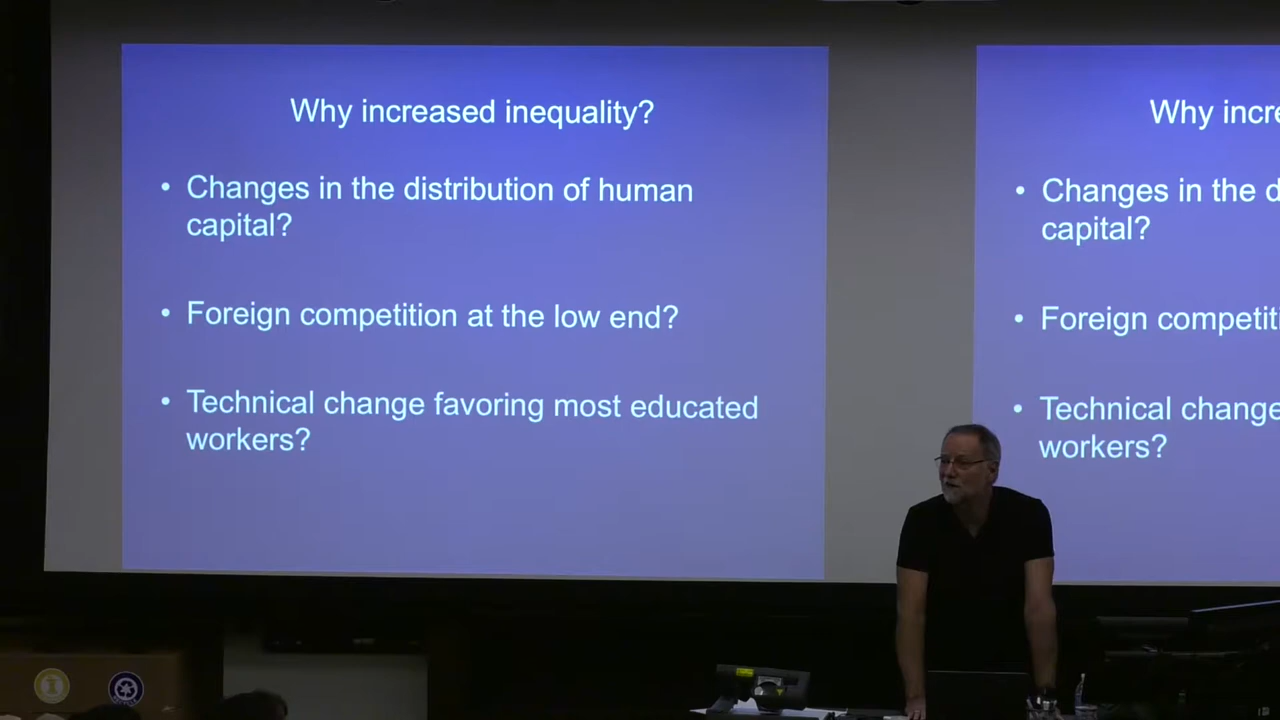 Why increased inequality?
• Changes in the distribution of human
capital?
• Foreign competition at the low end?
• Technical change favoring most educated
workers?
Why incre
• Changes in the d
capital?
• Foreign competit
• Technical change
workers?